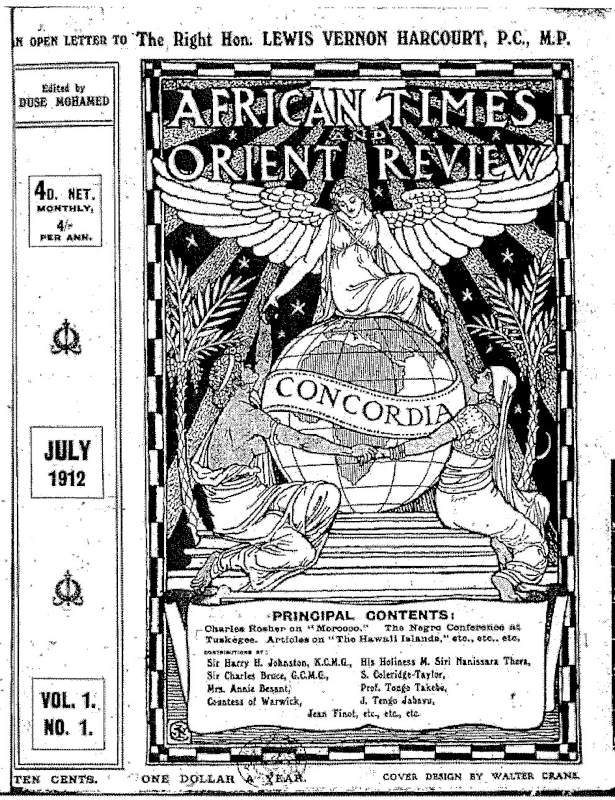 AN OPEN LETTER TO The Right Hon. LEWIS VERNON HARCOURT, P.C., M.P.
Edited by
DUSE MOHAMED
4D. NET.
MONTHLY,
4/-
PER ANN.
JULY
1912
VOL. 1.
NO. 1.
AFRICAN TIMES
AND
ORIENT REVIEW
CONCORDIA
PRINCIPAL CONTENTS:
Charles Rosher on "Morocco." The Negro Conference at
Tuskegee. Articles on "The Hawaii Islands," etc., etc., etc.
CONTRIBUTIONS BY:
Sir Harry H. Johnston, K.C.M.G., His Holiness M. Siri Nanissara Thera,
Sir Charles Bruce, G.C.M.G., S. Coleridge-Taylor,
Mrs. Annie Besant, Prof. Tongo Takebe,
Countess of Warwick, J. Tengo Jabavu,
Jean Finot, etc., etc., etc.
TEN CENTS. ONE DOLLAR A YEAR. COVER DESIGN BY WALTER CRANE.